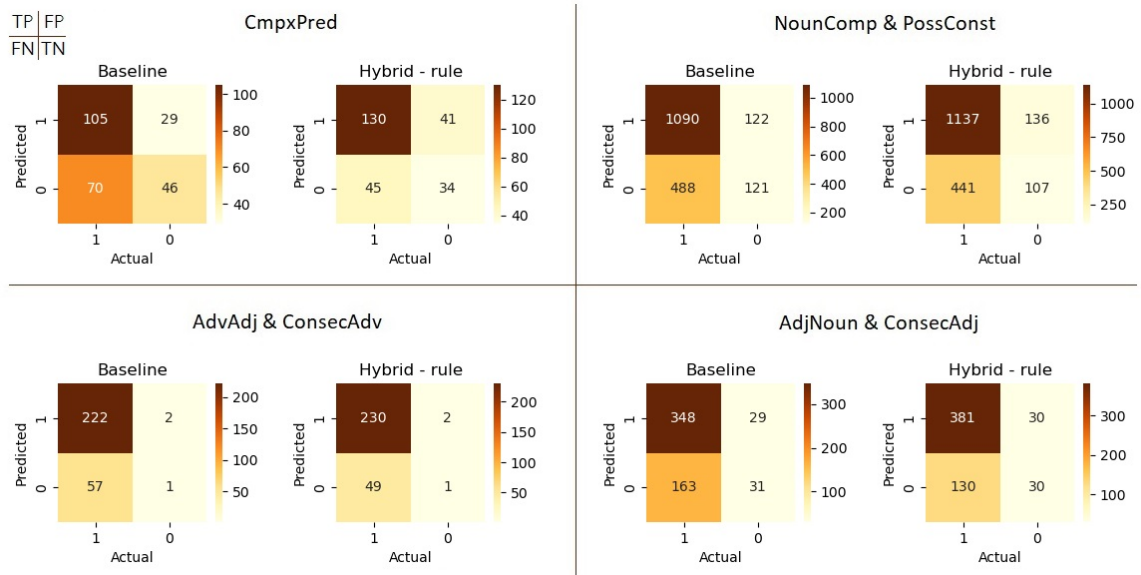 TP FP
FN TN
CmpxPred
Baseline
Predicted
1
0
105 29
70 46
1 0
Actual
100
80
60
40
Hybrid - rule
Predicted
1
0
130 41
45 34
1 0
Actual
120
100
80
60
40
NounComp & PossConst
Baseline
Predicted
1
0
1090 122
488 121
1 0
Actual
1000
800
600
400
200
Hybrid - rule
Predicted
1
0
1137 136
441 107
1 0
Actual
1000
750
500
250
AdvAdj & ConsecAdv
Baseline
Predicted
1
0
222 2
57 1
1 0
Actual
200
150
100
50
Hybrid - rule
Predicted
1
0
230 2
49 1
1 0
Actual
200
150
100
50
AdjNoun & ConsecAdj
Baseline
Predicted
1
0
348 29
163 31
1 0
Actual
300
200
100
Hybrid - rule
Predicred
1
0
381 30
130 30
1 0
Actual
300
200
100